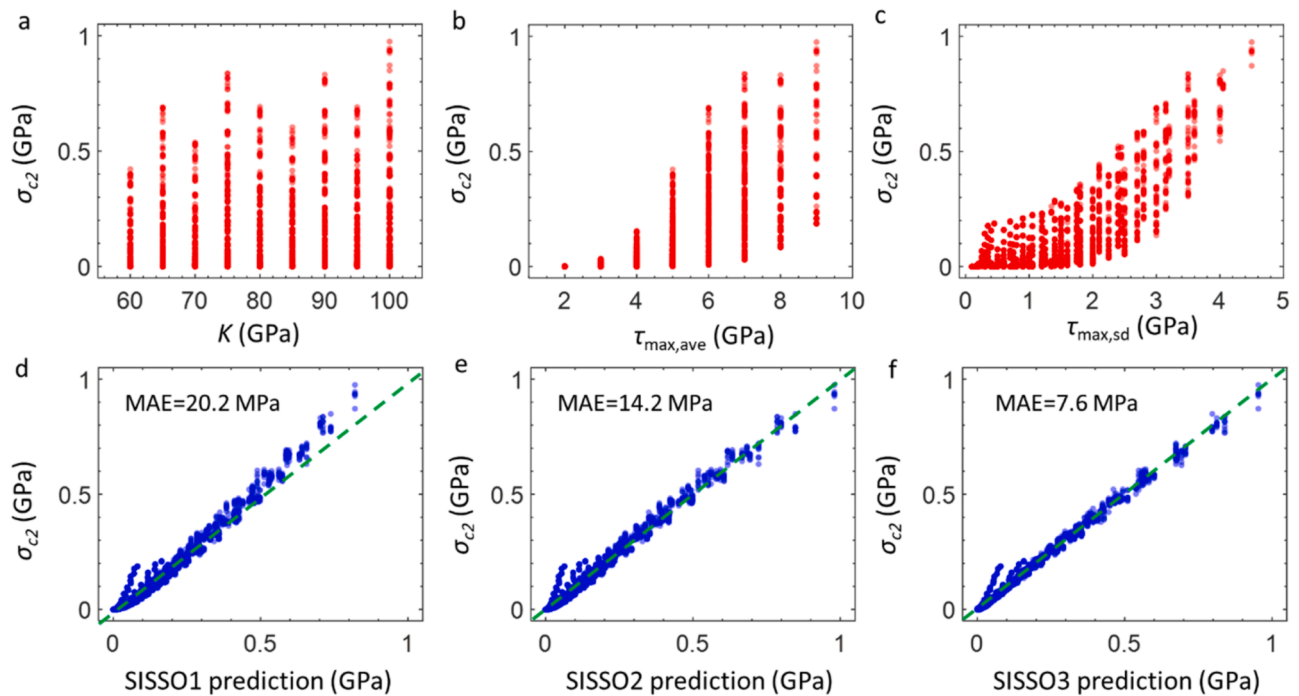 a
1
0.5
0
σc2 (GPa)
60 70 80 90 100
K (GPa)
b
1
0.5
0
σc2 (GPa)
2 4 6 8 10
τmax,ave (GPa)
c
1
0.5
0
σc2 (GPa)
0 1 2 3 4 5
τmax,sd (GPa)
d
MAE=20.2 MPa
1
0.5
0
σc2 (GPa)
0 0.5 1
SISSO1 prediction (GPa)
e
MAE=14.2 MPa
1
0.5
0
σc2 (GPa)
0 0.5 1
SISSO2 prediction (GPa)
f
MAE=7.6 MPa
1
0.5
0
σc2 (GPa)
0 0.5 1
SISSO3 prediction (GPa)